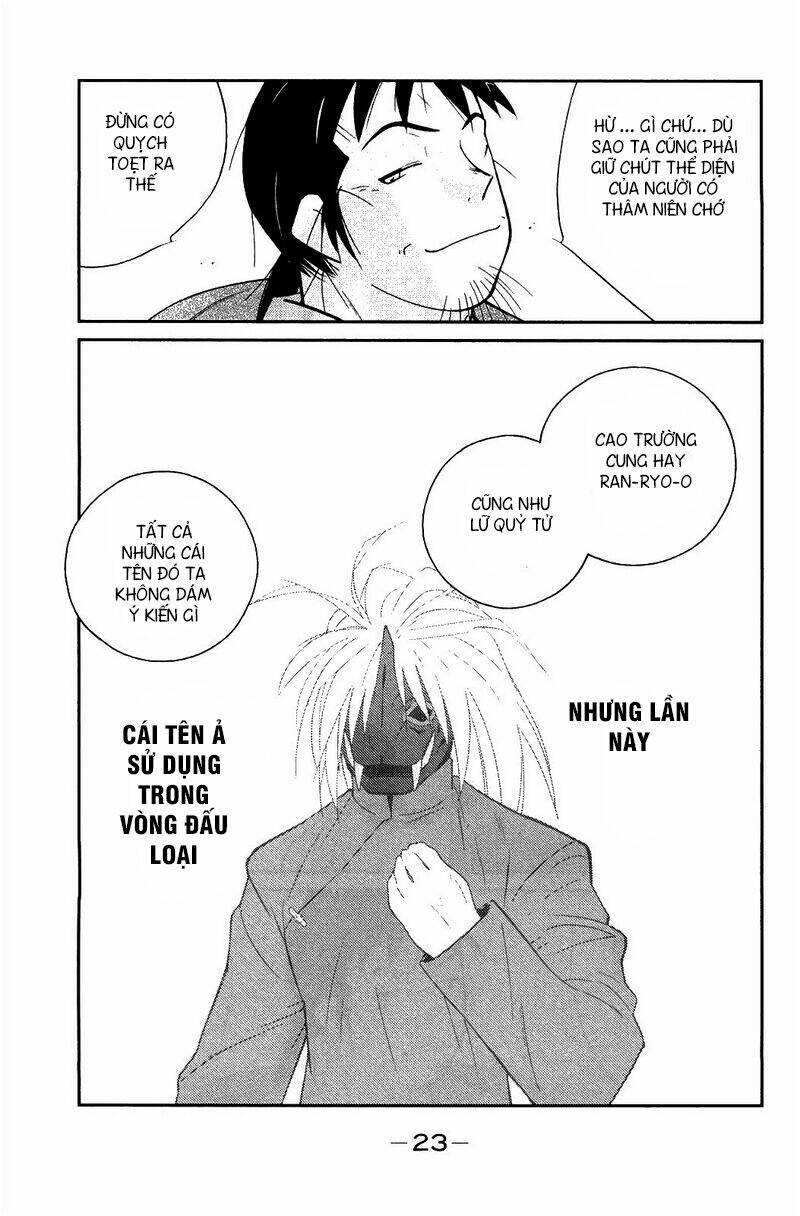 HỪ ... GÌ CHỨ... DÙ
SAO TA CŨNG PHẢI
GIỮ CHÚT THỂ DIỆN
CỦA NGƯỜI CÓ
THÂM NIÊN CHỚ
ĐỪNG CÓ
QUỴCH
TOẸT RA
THẾ
CAO TRƯỜNG
CUNG HAY
RAN-RYO-O
CŨNG NHƯ
LỮ QUỶ TỬ
TẤT CẢ
NHỮNG CÁI
TÊN ĐÓ TA
KHÔNG DÁM
Ý KIẾN GÌ
NHƯNG LẦN
NÀY
CÁI TÊN Ả
SỬ DỤNG
TRONG
VÒNG ĐẤU
LOẠI
-23-